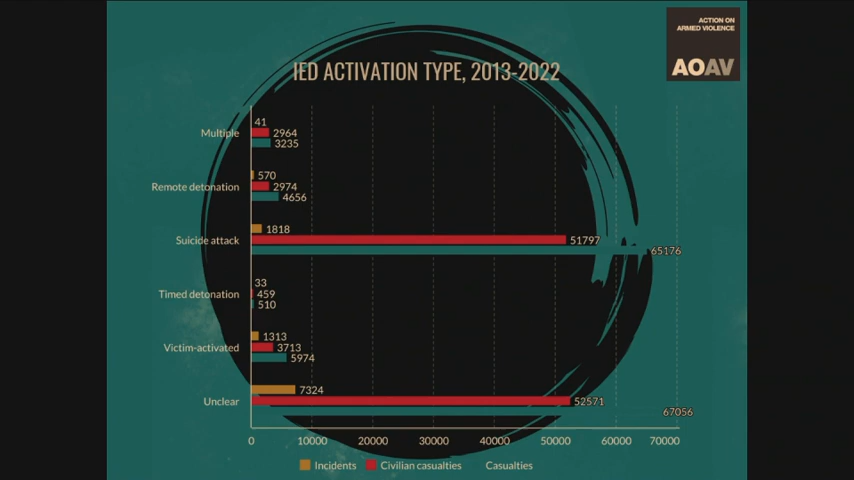 ACTION ON
ARMED VIOLENCE
AOAV
IED ACTIVATION TYPE, 2013-2022
41
Multiple 2964
3235
570
Remote detonation 2974
4656
1818
Suicide attack 51797
65176
33
Timed detonation 459
510
1313
Victim-activated 3713
5974
7324
Unclear 52571
67056
0 10000 20000 30000 40000 50000 60000 70000
Incidents Civilian casualties Casualties